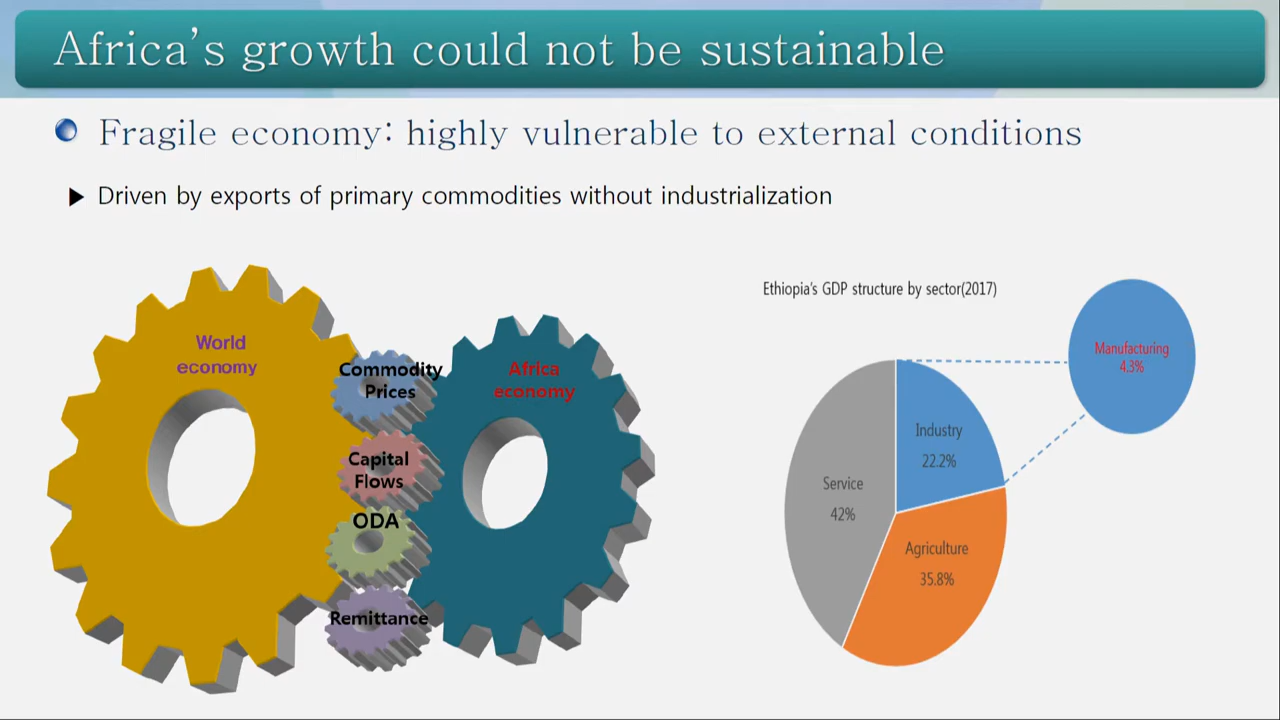 Africa's growth could not be sustainable
Fragile economy: highly vulnerable to external conditions
Driven by exports of primary commodities without industrialization
World
economy
Commodity
Prices
Capital
Flows
ODA
Remittance
Africa
economy
Ethiopia's GDP structure by sector(2017)
Manufacturing
4.3%
Industry
22.2%
Service
42%
Agriculture
35.8%